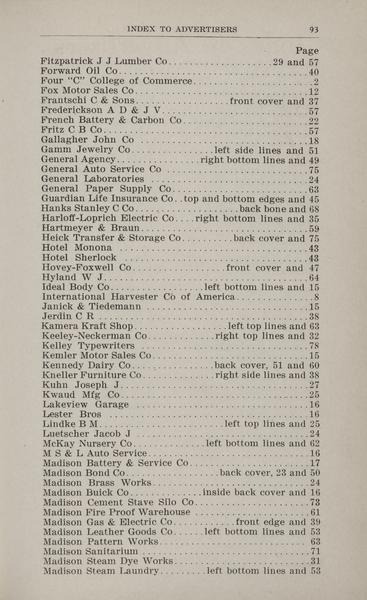 INDEX TO ADVERTISERS 93
Page
Fitzpatrick J J Lumber Co....................29 and 57
Forward Oil Co....................40
Four "C" College of Commerce....................2
Fox Motor Sales Co....................12
Frantschi C & Sons....................front cover and 37
Frederickson A D & J V....................57
French Battery & Carbon Co....................22
Fritz C B Co....................57
Gallagher John Co....................18
Gamm Jewelry Co....................left side lines and 51
General Agency....................right bottom lines and 49
General Auto Service Co....................75
General Laboratories....................24
General Paper Supply Co....................63
Guardian Life Insurance Co..top and bottom edges and 45
Hanks Stanley C Co....................back bone and 68
Harloff-Loprich Electric Co....right bottom lines and 35
Hartmeyer & Braun....................59
Heick Transfer & Storage Co.........back cover and 75
Hotel Monona....................43
Hotel Sherlock....................43
Hovey-Foxwell Co....................front cover and 47
Hyland W J....................64
Ideal Body Co....................left bottom lines and 15
International Harvester Co of America....................8
Janick & Tiedemann....................15
Jerdin C R....................38
Kamera Kraft Shop....................left top lines and 63
Keeley-Neckerman Co....................right top lines and 32
Kelley Typewriters....................78
Kemler Motor Sales Co....................15
Kennedy Dairy Co....................back cover, 51 and 60
Kneller Furniture Co....................right side lines and 38
Kuhn Joseph J....................27
Kwaud Mfg Co....................25
Lakeview Garage....................16
Lester Bros....................16
Lindke B M....................left top lines and 25
Luetscher Jacob J....................24
McKay Nursery Co....................left bottom lines and 62
M S & L Auto Service....................16
Madison Battery & Service Co....................17
Madison Bond Co....................back cover, 23 and 50
Madison Brass Works....................24
Madison Buick Co....................inside back cover and 16
Madison Cement Stave Silo Co....................73
Madison Fire Proof Warehouse....................61
Madison Gas & Electric Co............front edge and 39
Madison Leather Goods Co......left bottom lines and 53
Madison Pattern Works....................63
Madison Sanitarium....................71
Madison Steam Dye Works....................31
Madison Steam Laundry.........left bottom lines and 53